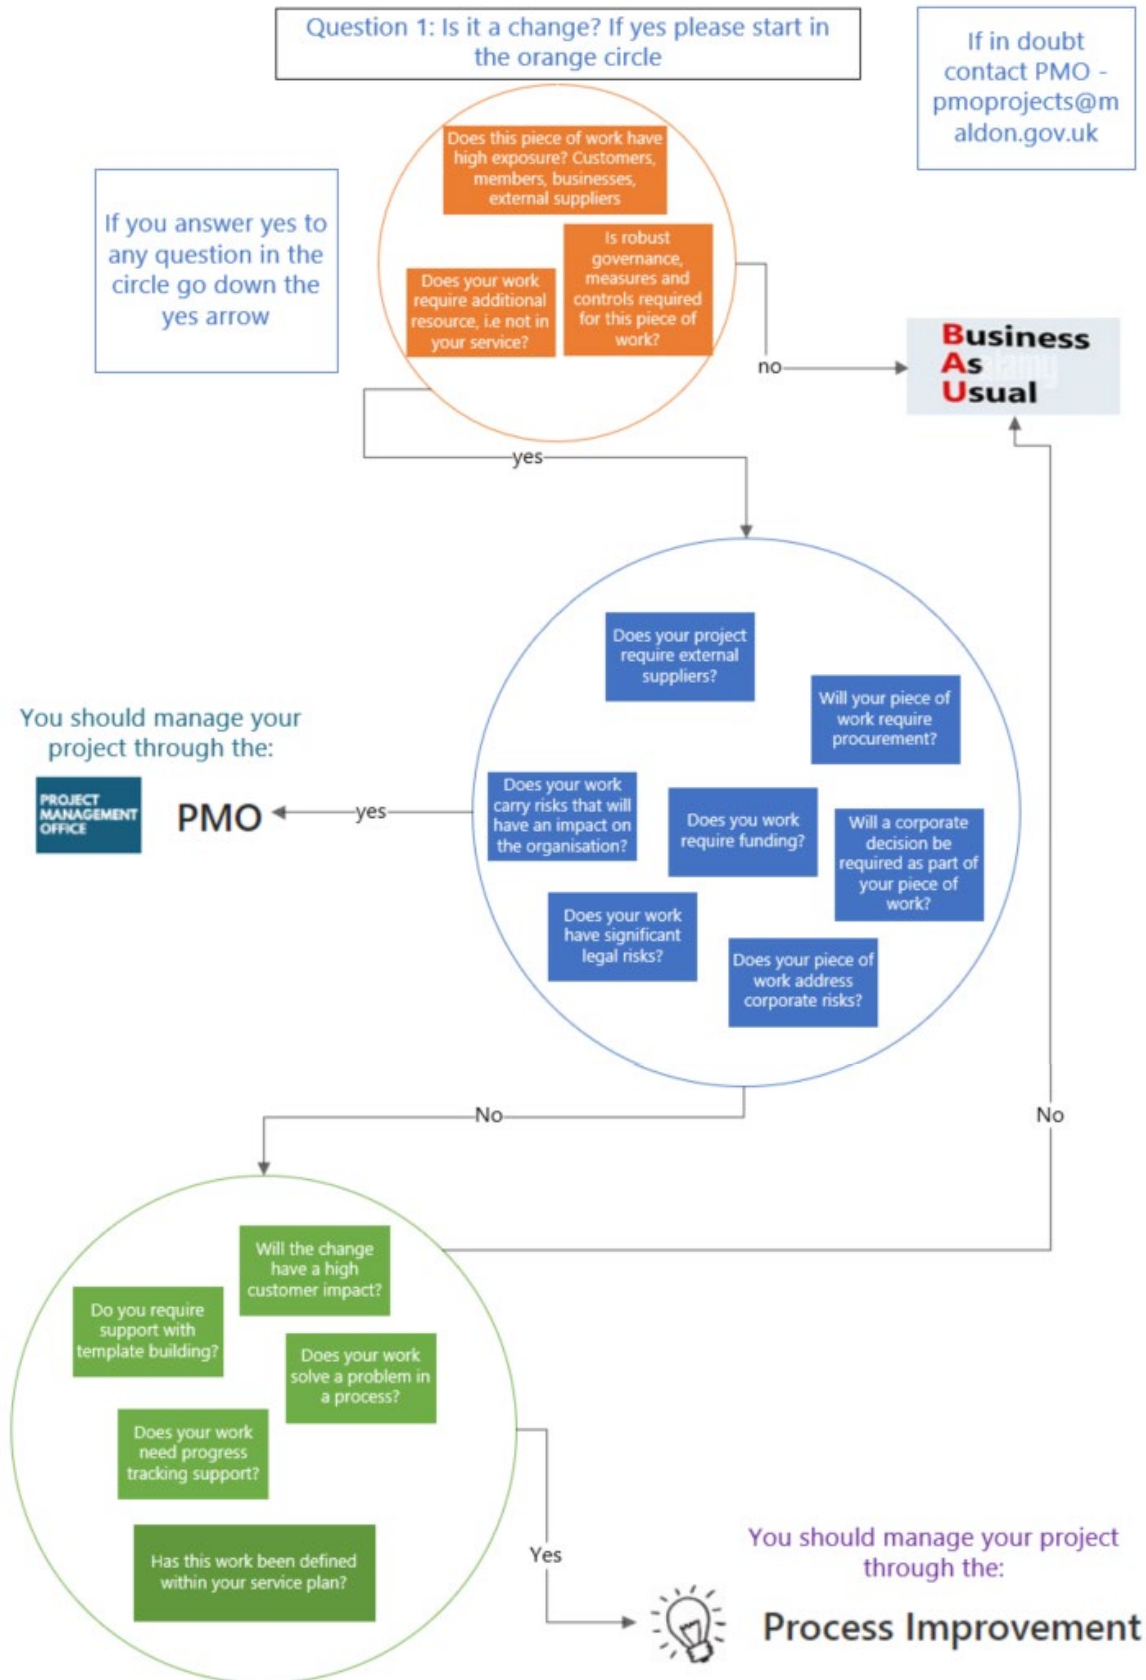 Question 1: Is it a change? If yes please start in
the orange circle
If in doubt
contact PMO -
pmoprojects@m
aldon.gov.uk
If you answer yes to
any question in the
circle go down the
yes arrow
Does this piece of work have
high exposure? Customers,
members, businesses,
external suppliers
Is robust
governance,
measures and
controls required
for this piece of
work?
Does your work
require additional
resource, i.e not in
your service?
no
Business
As
Usual
alamy
yes
Does your project
require external
suppliers?
Will your piece of
work require
procurement?
You should manage your
project through the:
PROJECT
MANAGEMENT
OFFICE
PMO
yes
Does your work
carry risks that will
have an impact on
the organisation?
Does you work
require funding?
Will a corporate
decision be
required as part of
your piece of
work?
Does your work
have significant
legal risks?
Does your piece of
work address
corporate risks?
No
No
Will the change
have a high
customer impact?
Do you require
support with
template building?
Does your work
solve a problem in
a process?
Does your work
need progress
tracking support?
Has this work been defined
within your service plan?
Yes
You should manage your project
through the:
Process Improvement